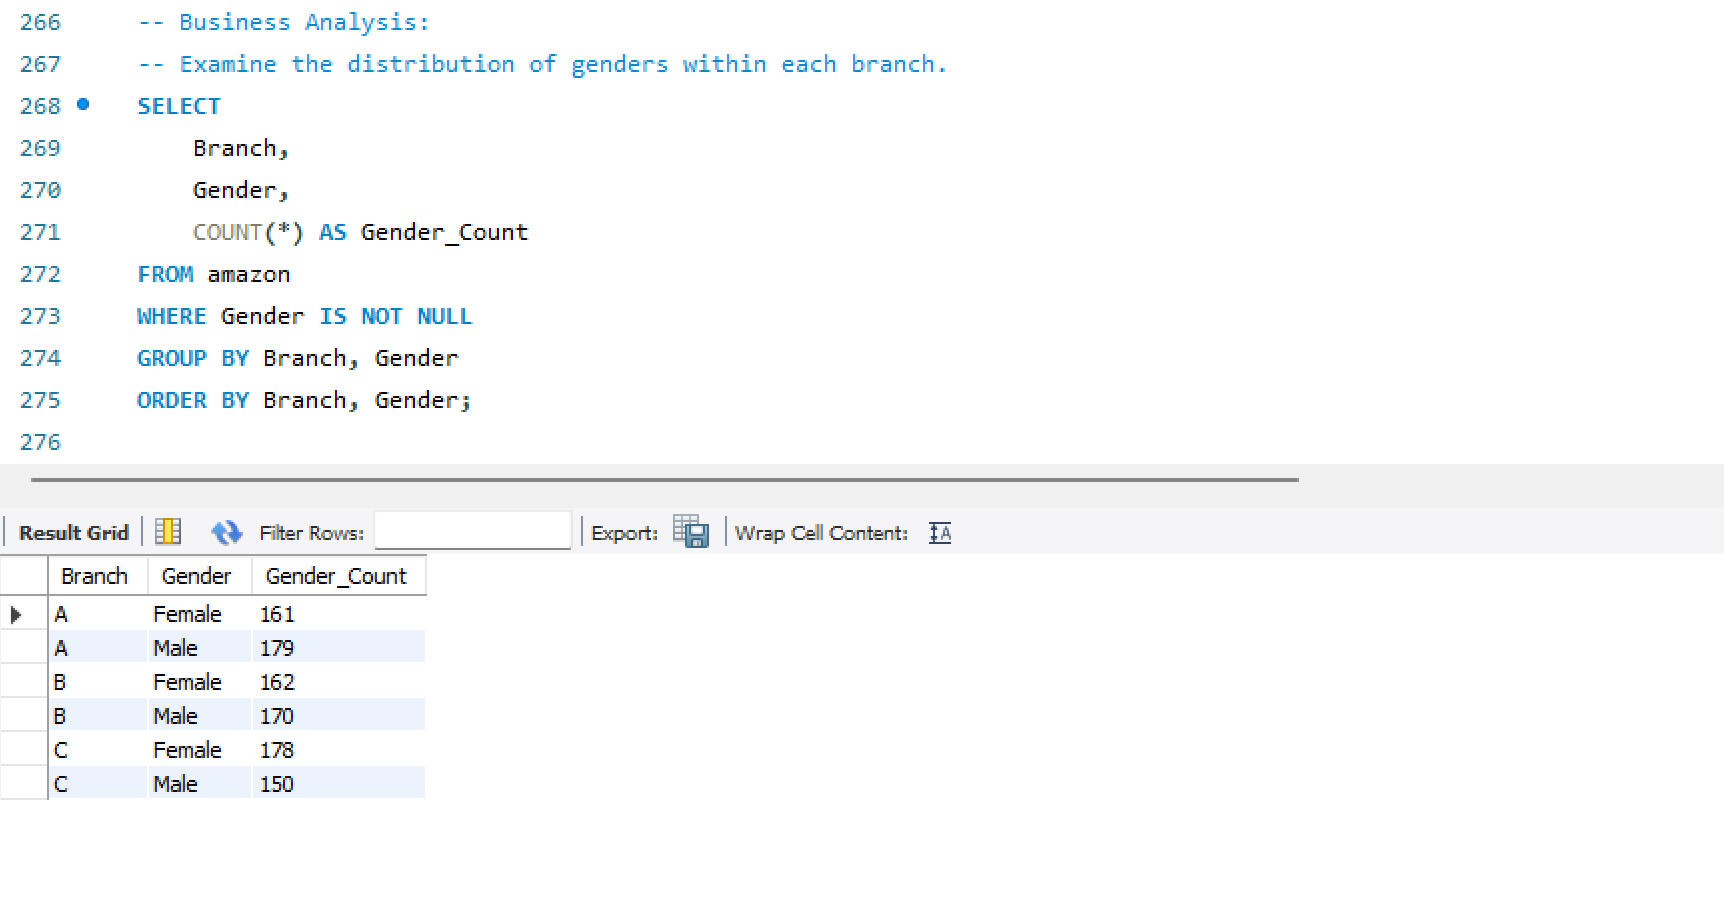 266 -- Business Analysis:
267 -- Examine the distribution of genders within each branch.
268 SELECT
269 Branch,
270 Gender,
271 COUNT(*) AS Gender_Count
272 FROM amazon
273 WHERE Gender IS NOT NULL
274 GROUP BY Branch, Gender
275 ORDER BY Branch, Gender;
276
Result Grid Filter Rows: Export: Wrap Cell Content: A
Branch Gender Gender_Count
A Female 161
A Male 179
B Female 162
B Male 170
C Female 178
C Male 150